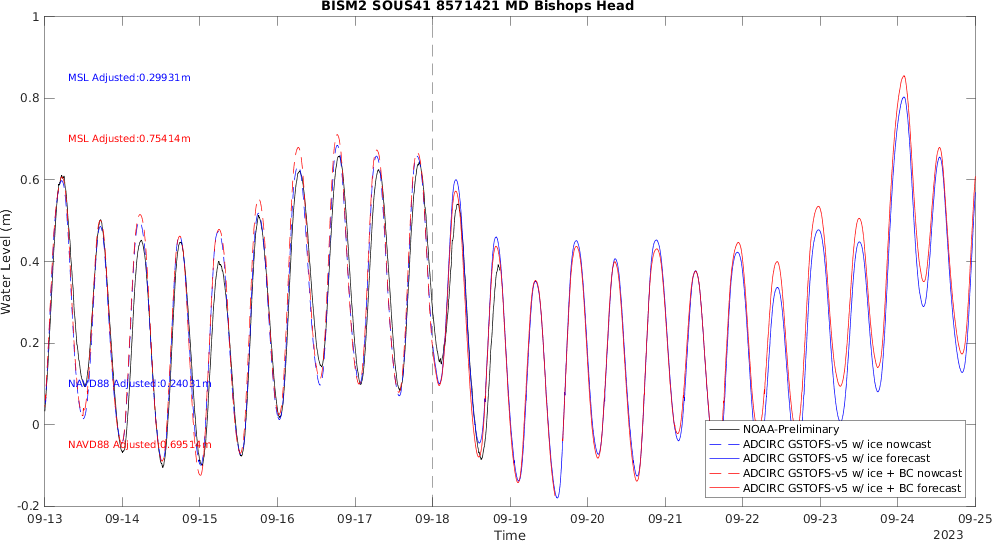 BISM2 SOUS41 8571421 MD Bishops Head
1
0.8
0.6
0.4
0.2
0
-0.2
Water Level (m)
MSL Adjusted:0.29931m
MSL Adjusted:0.75414m
NAVD88 Adjusted:0.24031m
NAVD88 Adjusted:0.69514m
NOAA-Preliminary
ADCIRC GSTOFS-v5 w/ ice nowcast
ADCIRC GSTOFS-v5 w/ ice forecast
ADCIRC GSTOFS-v5 w/ ice + BC nowcast
ADCIRC GSTOFS-v5 w/ ice + BC forecast
09-13 09-14 09-15 09-16 09-17 09-18 09-19 09-20 09-21 09-22 09-23 09-24 09-25
Time
2023